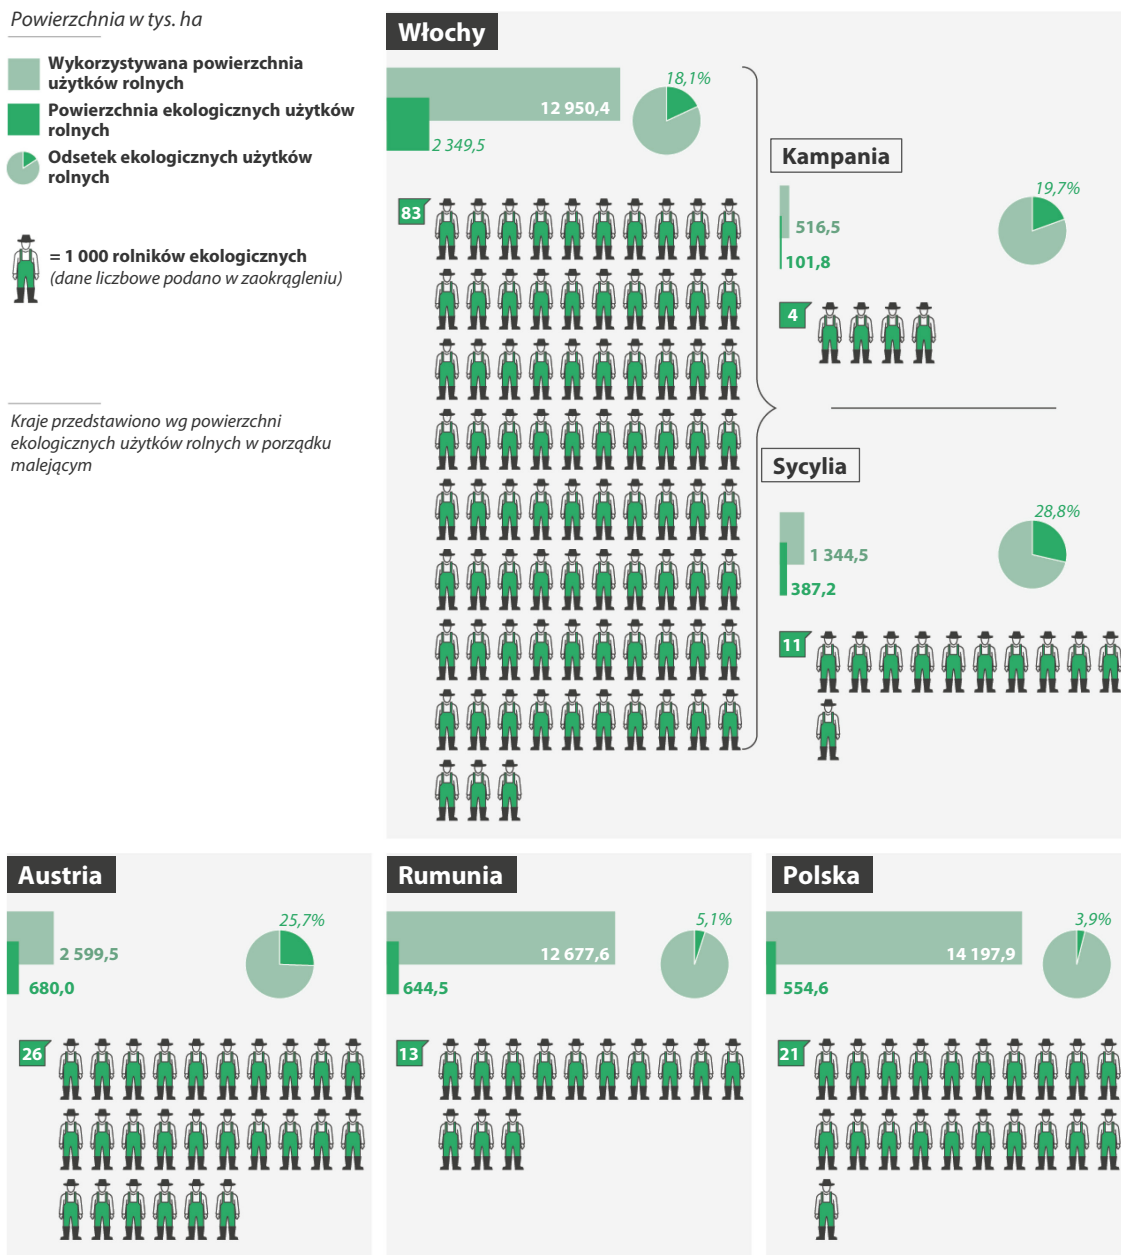 Powierzchnia w tys. ha
Wykorzystywana powierzchnia
użytków rolnych
Powierzchnia ekologicznych użytków
rolnych
Odsetek ekologicznych użytków
rolnych
= 1 000 rolników ekologicznych
(dane liczbowe podano w zaokrągleniu)
Kraje przedstawiono wg powierzchni
ekologicznych użytków rolnych w porządku
malejącym
Włochy
12 950,4
2 349,5
18,1%
83
Kampania
516,5
101,8
19,7%
4
Sycylia
1 344,5
387,2
28,8%
11
Austria
2 599,5
680,0
25,7%
26
Rumunia
12 677,6
644,5
5,1%
13
Polska
14 197,9
554,6
3,9%
21